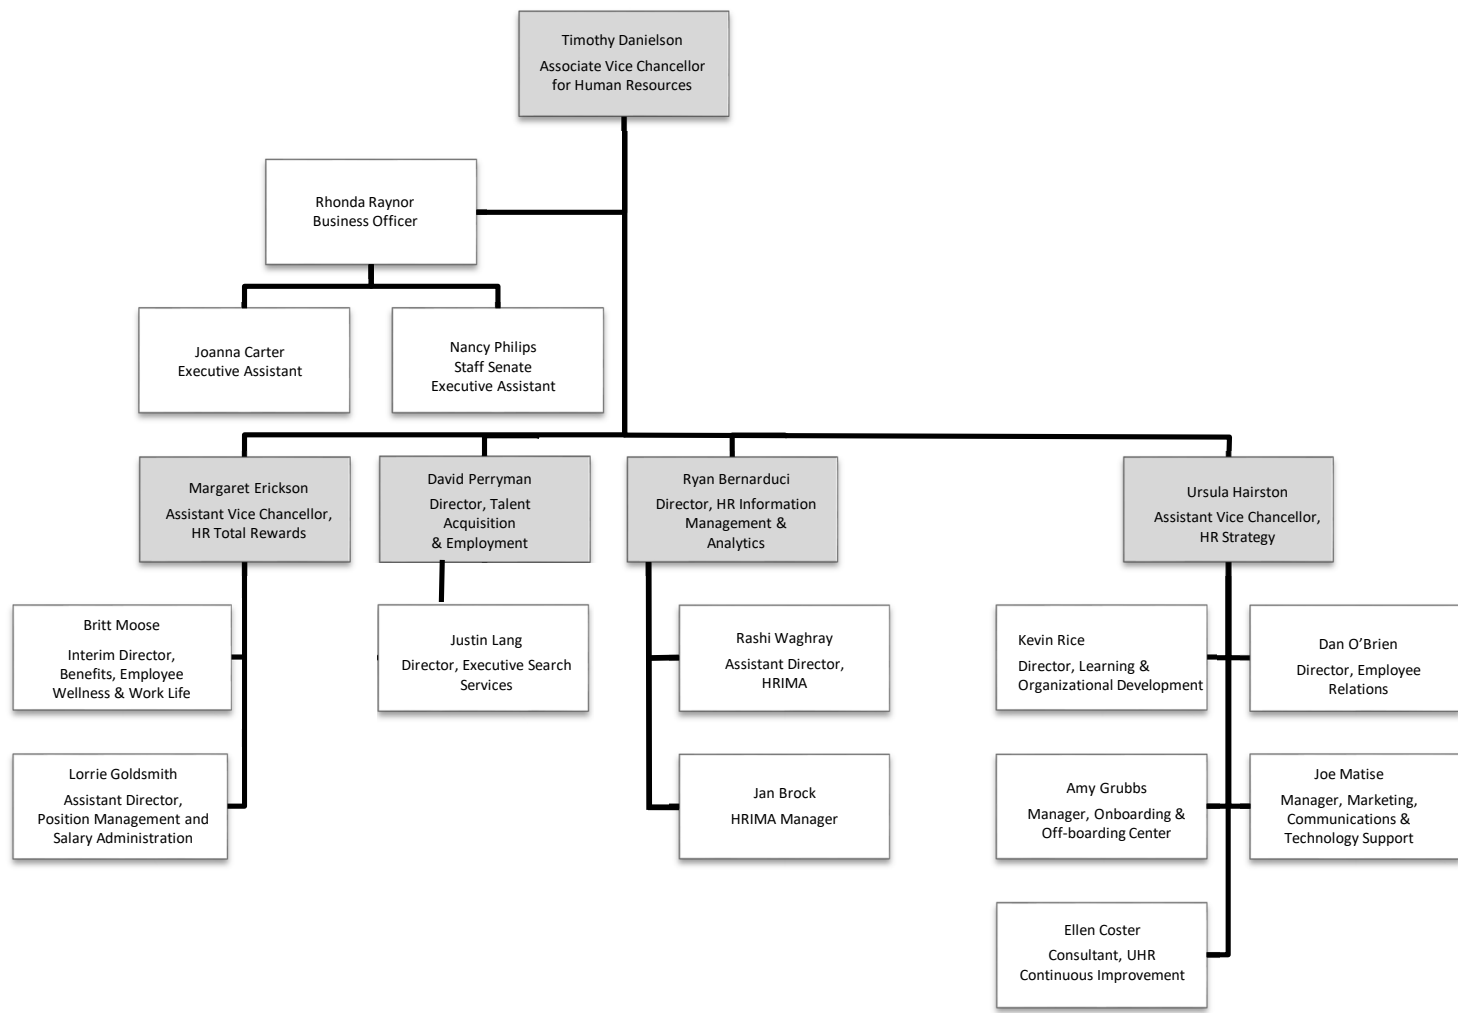 Timothy Danielson
Associate Vice Chancellor
for Human Resources
Rhonda Raynor
Business Officer
Joanna Carter
Executive Assistant
Nancy Philips
Staff Senate
Executive Assistant
Margaret Erickson
Assistant Vice Chancellor,
HR Total Rewards
David Perryman
Director, Talent
Acquisition
& Employment
Ryan Bernarduci
Director, HR Information
Management &
Analytics
Ursula Hairston
Assistant Vice Chancellor,
HR Strategy
Britt Moose
Interim Director,
Benefits, Employee
Wellness & Work Life
Justin Lang
Director, Executive Search
Services
Rashi Waghray
Assistant Director,
HRIMA
Kevin Rice
Director, Learning &
Organizational Development
Dan O’Brien
Director, Employee
Relations
Lorrie Goldsmith
Assistant Director,
Position Management and
Salary Administration
Jan Brock
HRIMA Manager
Amy Grubbs
Manager, Onboarding &
Off-boarding Center
Joe Matise
Manager, Marketing,
Communications &
Technology Support
Ellen Coster
Consultant, UHR
Continuous Improvement